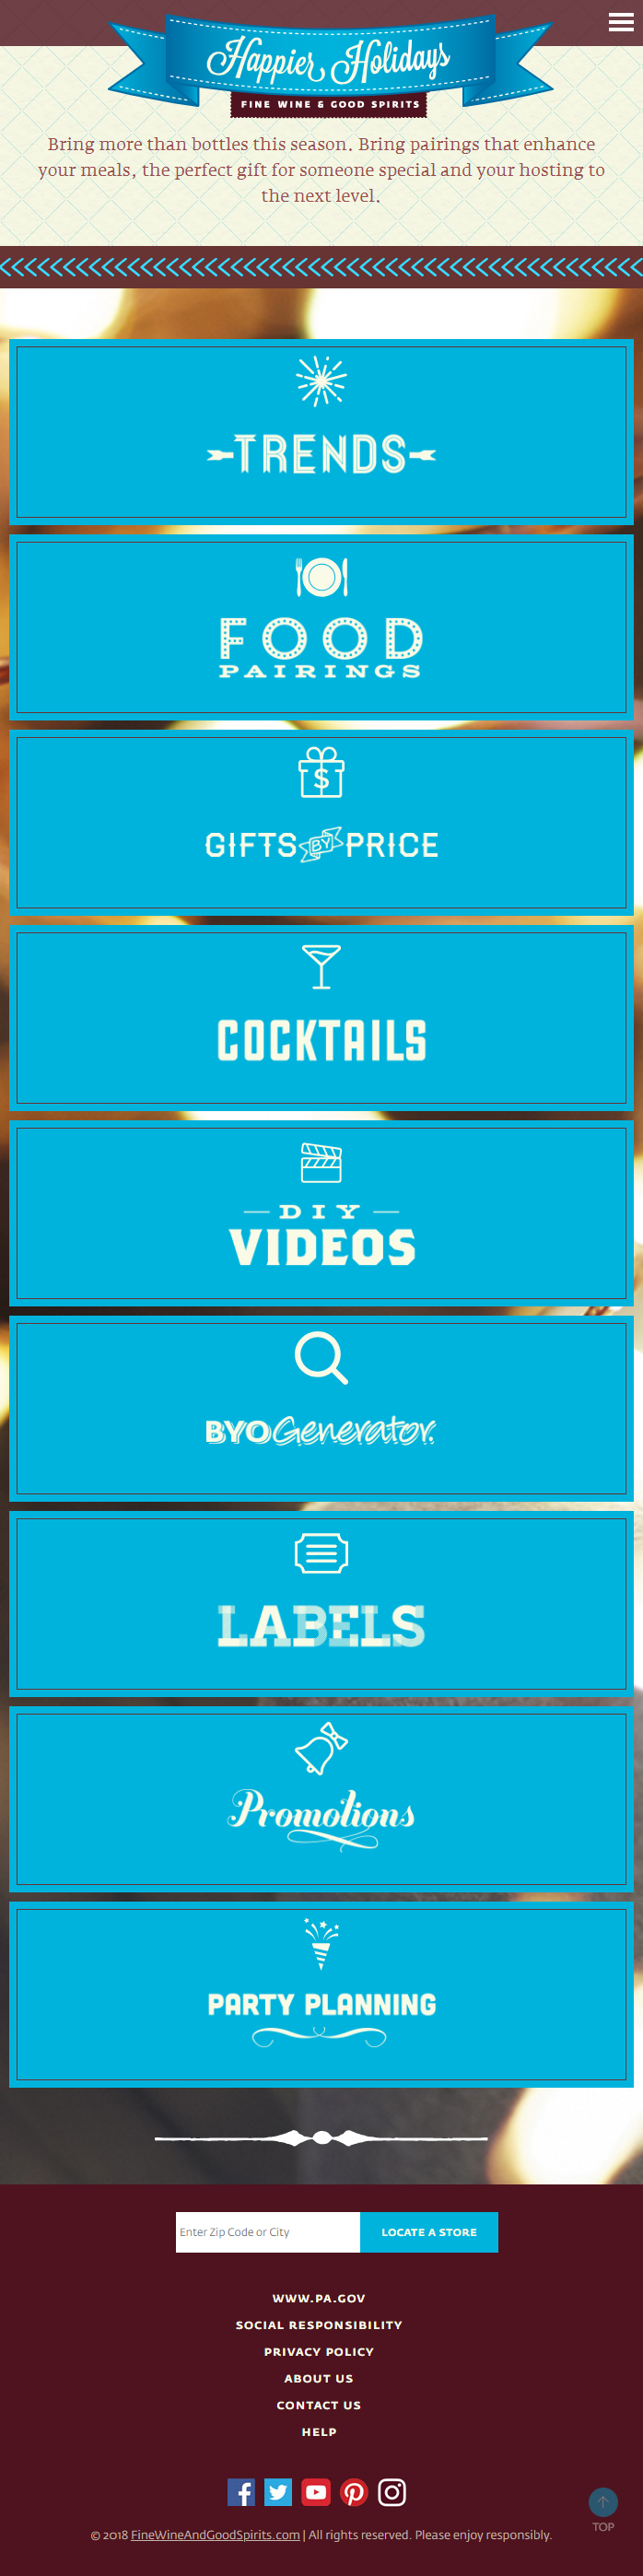 Happier Holidays
FINE WINE & GOOD SPIRITS
Bring more than bottles this season. Bring pairings that enhance
your meals, the perfect gift for someone special and your hosting to
the next level.
TRENDS
FOOD
PAIRINGS
$
GIFTS BY PRICE
COCKTAILS
DIY
VIDEOS
BYO Generator
LABELS
Promotions
PARTY PLANNING
Enter Zip Code or City LOCATE A STORE
WWW.PA.GOV
SOCIAL RESPONSIBILITY
PRIVACY POLICY
ABOUT US
CONTACT US
HELP
TOP
© 2018 FineWineAndGoodSpirits.com | All rights reserved. Please enjoy responsibly.